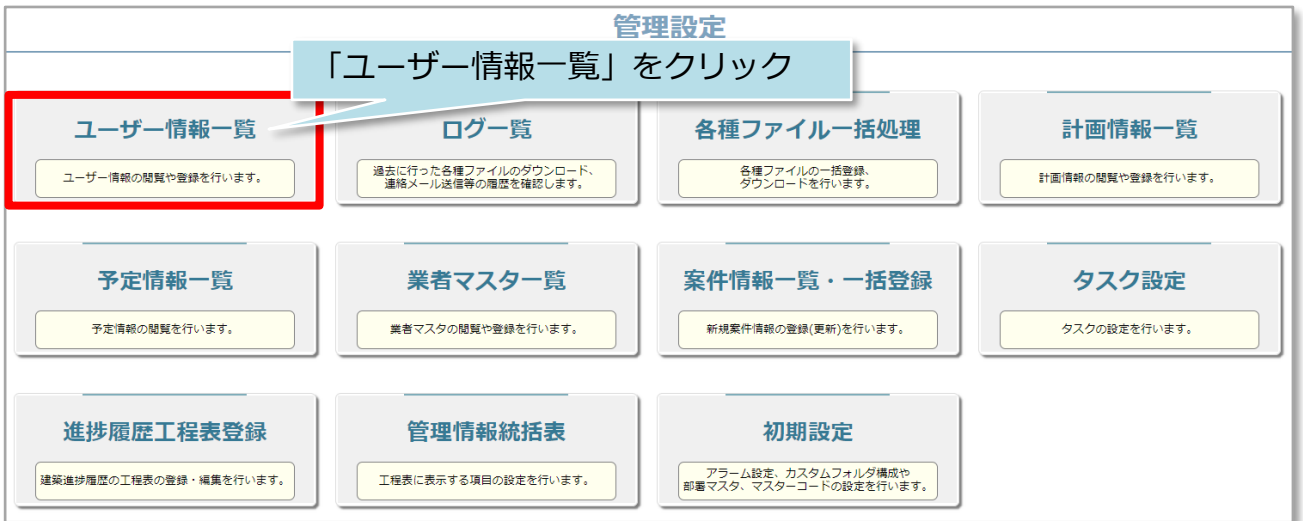 管理設定
「ユーザー情報一覧」をクリック
ユーザー情報一覧
ユーザー情報の閲覧や登録を行います。
ログ一覧
過去に行った各種ファイルのダウンロード、
連絡メール送信等の履歴を確認します。
各種ファイル一括処理
各種ファイルの一括登録、
ダウンロードを行います。
計画情報一覧
計画情報の閲覧や登録を行います。
予定情報一覧
予定情報の閲覧を行います。
業者マスタ一覧
業者マスタの閲覧や登録を行います。
案件情報一覧・一括登録
新規案件情報の登録(更新)を行います。
タスク設定
タスクの設定を行います。
進捗履歴工程表登録
建築進捗履歴の工程表の登録・編集を行います。
管理情報統括表
工程表に表示する項目の設定を行います。
初期設定
アラーム設定、カスタムフォルダ構成や
部署マスタ、マスターコードの設定を行います。